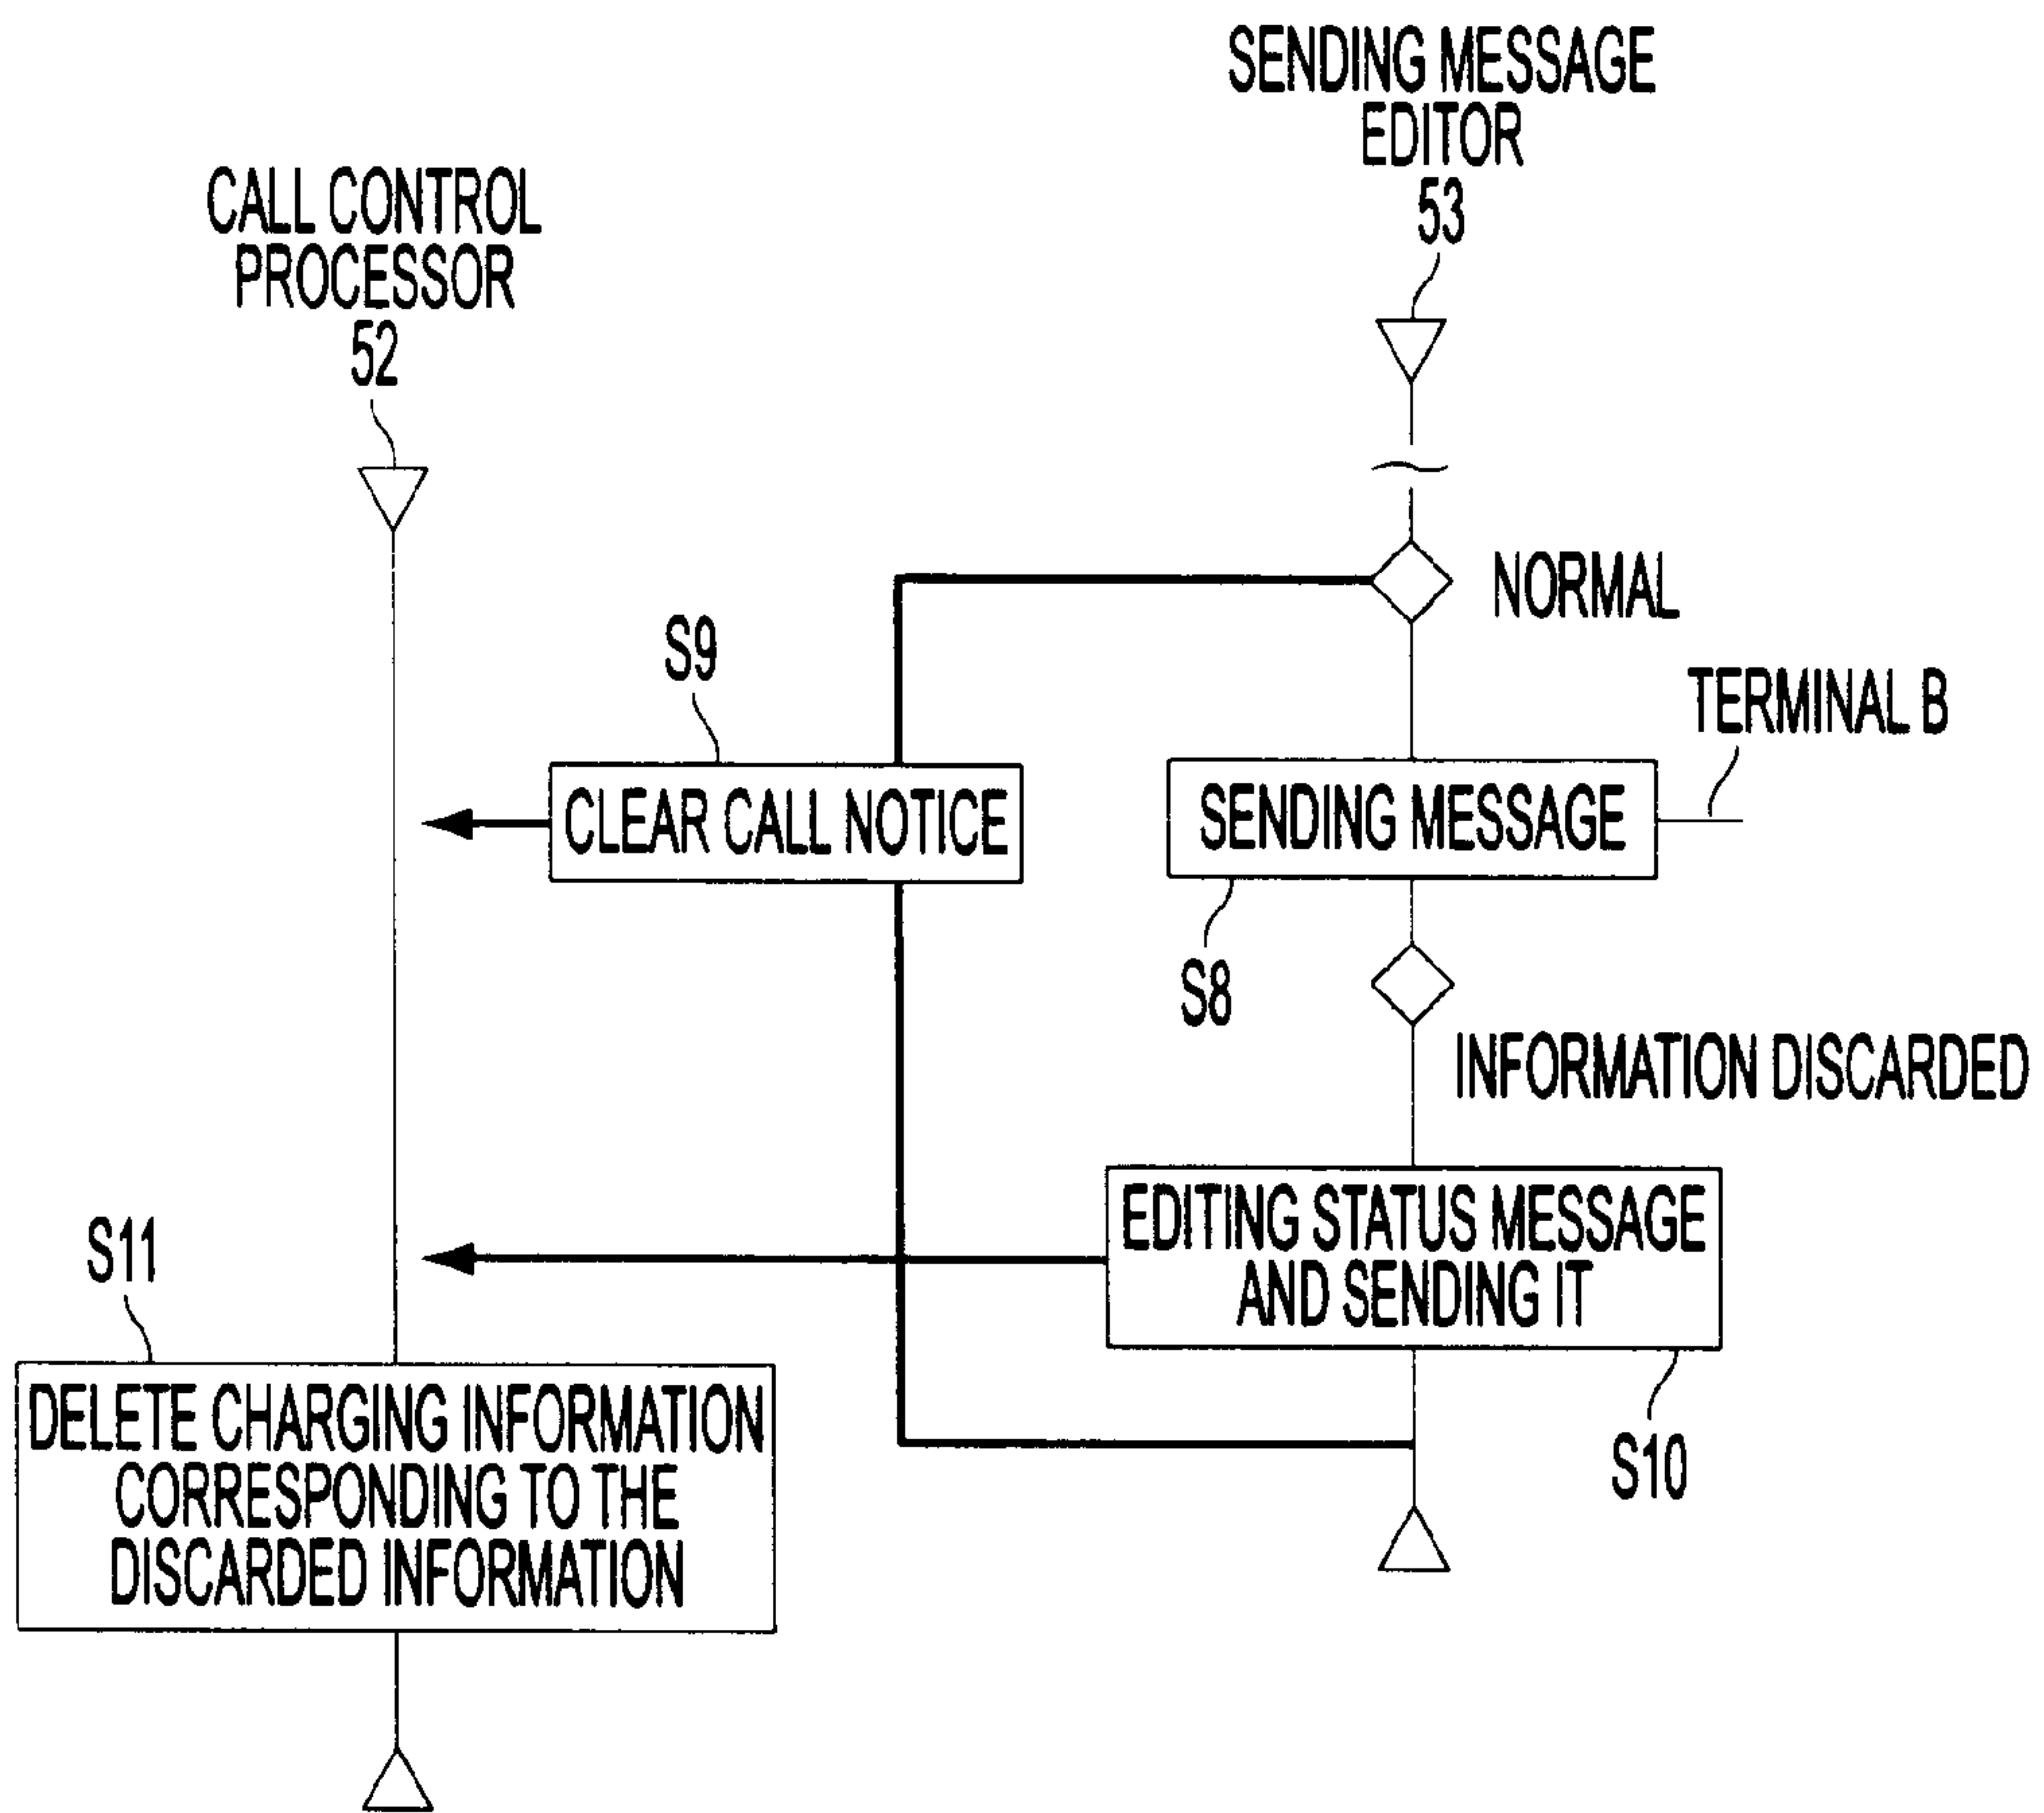 SENDING MESSAGE
EDITOR
53
CALL CONTROL
PROCESSOR
52
NORMAL
S9
TERMINAL B
CLEAR CALL NOTICE
SENDING MESSAGE
S8
INFORMATION DISCARDED
EDITING STATUS MESSAGE
AND SENDING IT
S11
S10
DELETE CHARGING INFORMATION
CORRESPONDING TO THE
DISCARDED INFORMATION